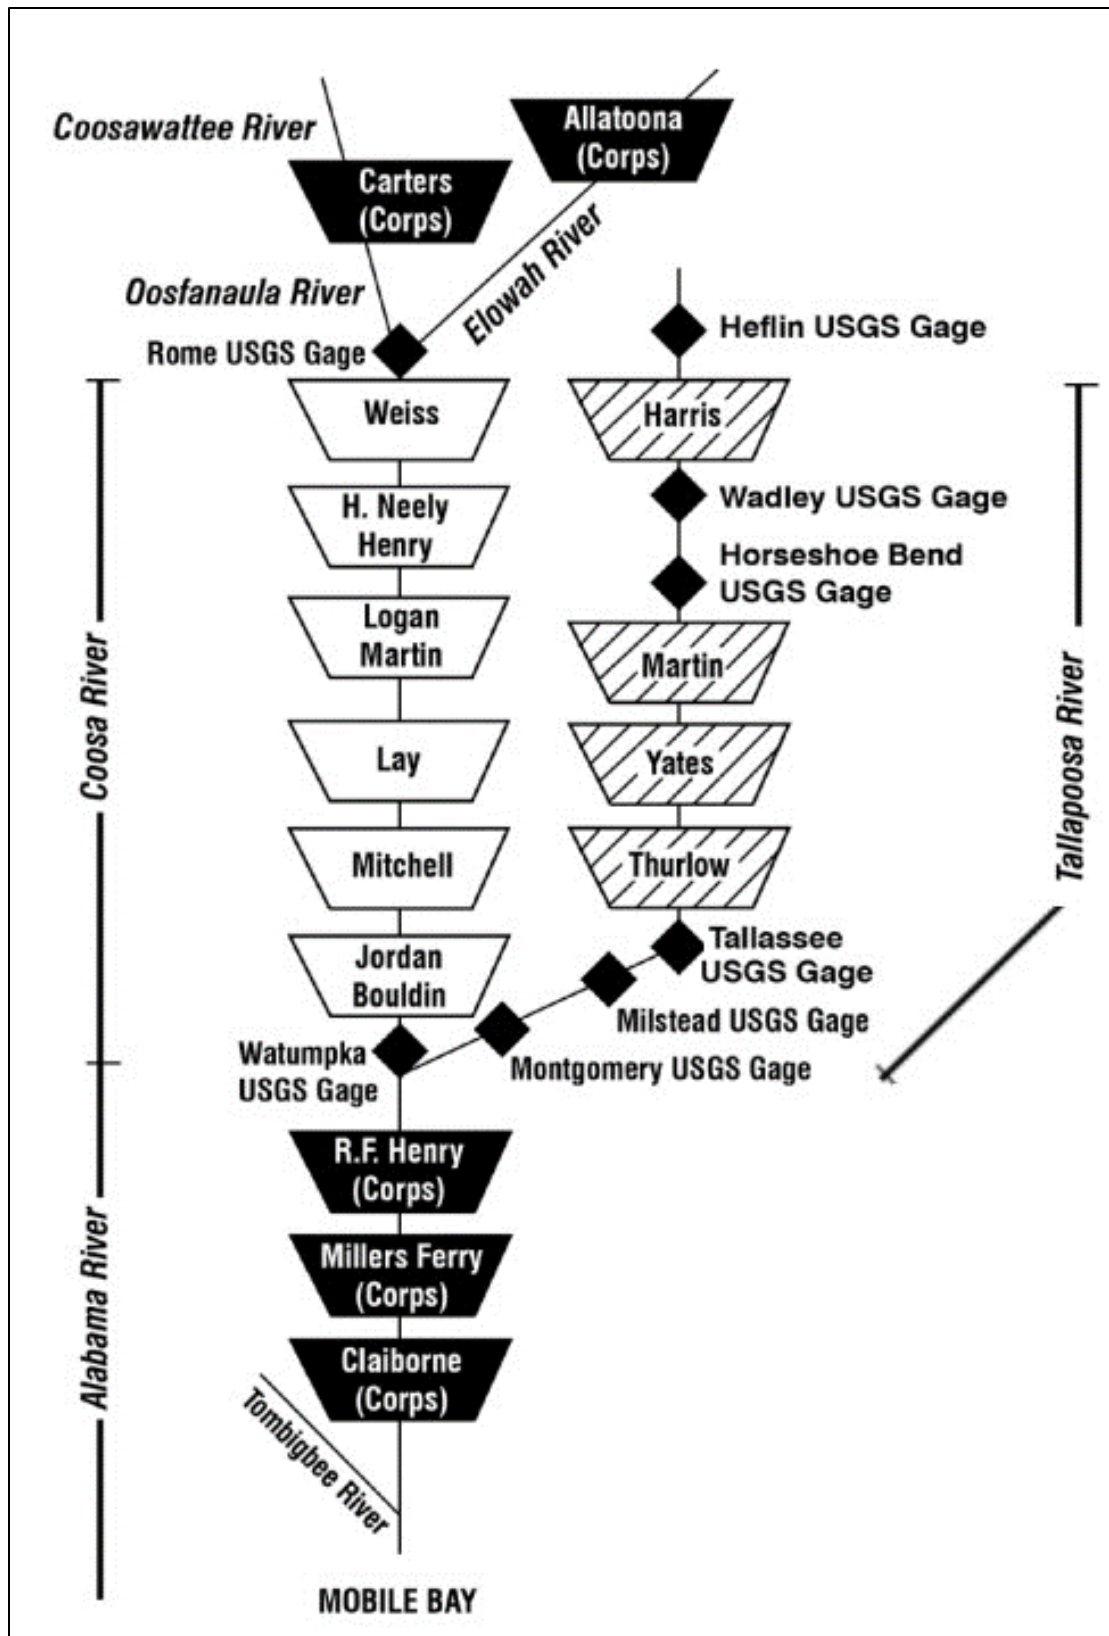 Coosawattee River
Allatoona
(Corps)
Carters
(Corps)
Oosfanaula River
Elowah River
Rome USGS Gage
Heflin USGS Gage
Weiss
Harris
H. Neely
Henry
Wadley USGS Gage
Horseshoe Bend
USGS Gage
Logan
Martin
Martin
Coosa River
Tallapoosa River
Lay
Yates
Mitchell
Thurlow
Jordan
Bouldin
Tallassee
USGS Gage
Milstead USGS Gage
Watumpka
USGS Gage
Montgomery USGS Gage
R.F. Henry
(Corps)
Millers Ferry
(Corps)
Alabama River
Claiborne
(Corps)
Tombigbee River
MOBILE BAY